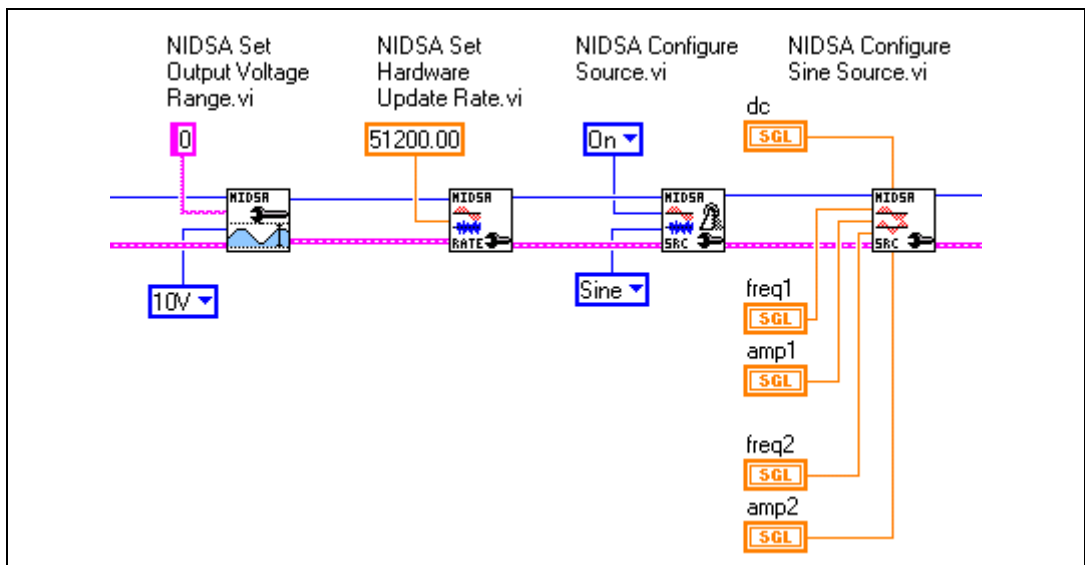 NIDSA Set
Output Voltage
Range.vi
NIDSA Set
Hardware
Update Rate.vi
NIDSA Configure
Source.vi
NIDSA Configure
Sine Source.vi
0
51200.00
On
dc
SGL
NIDSA
NIDSA
RATE
NIDSA
SRC
NIDSA
SRC
10V
Sine
freq1
SGL
amp1
SGL
freq2
SGL
amp2
SGL